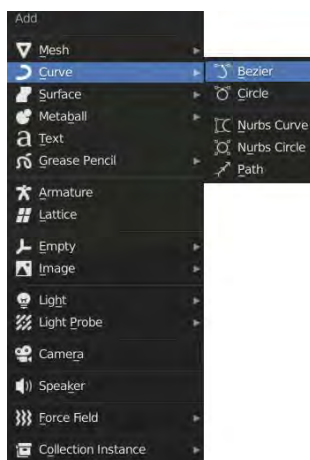 Add
Mesh
Curve
Surface
Metaball
Text
Grease Pencil
Armature
Lattice
Empty
Image
Light
Light Probe
Camera
Speaker
Force Field
Collection Instance
Bezier
Circle
Nurbs Curve
Nurbs Circle
Path